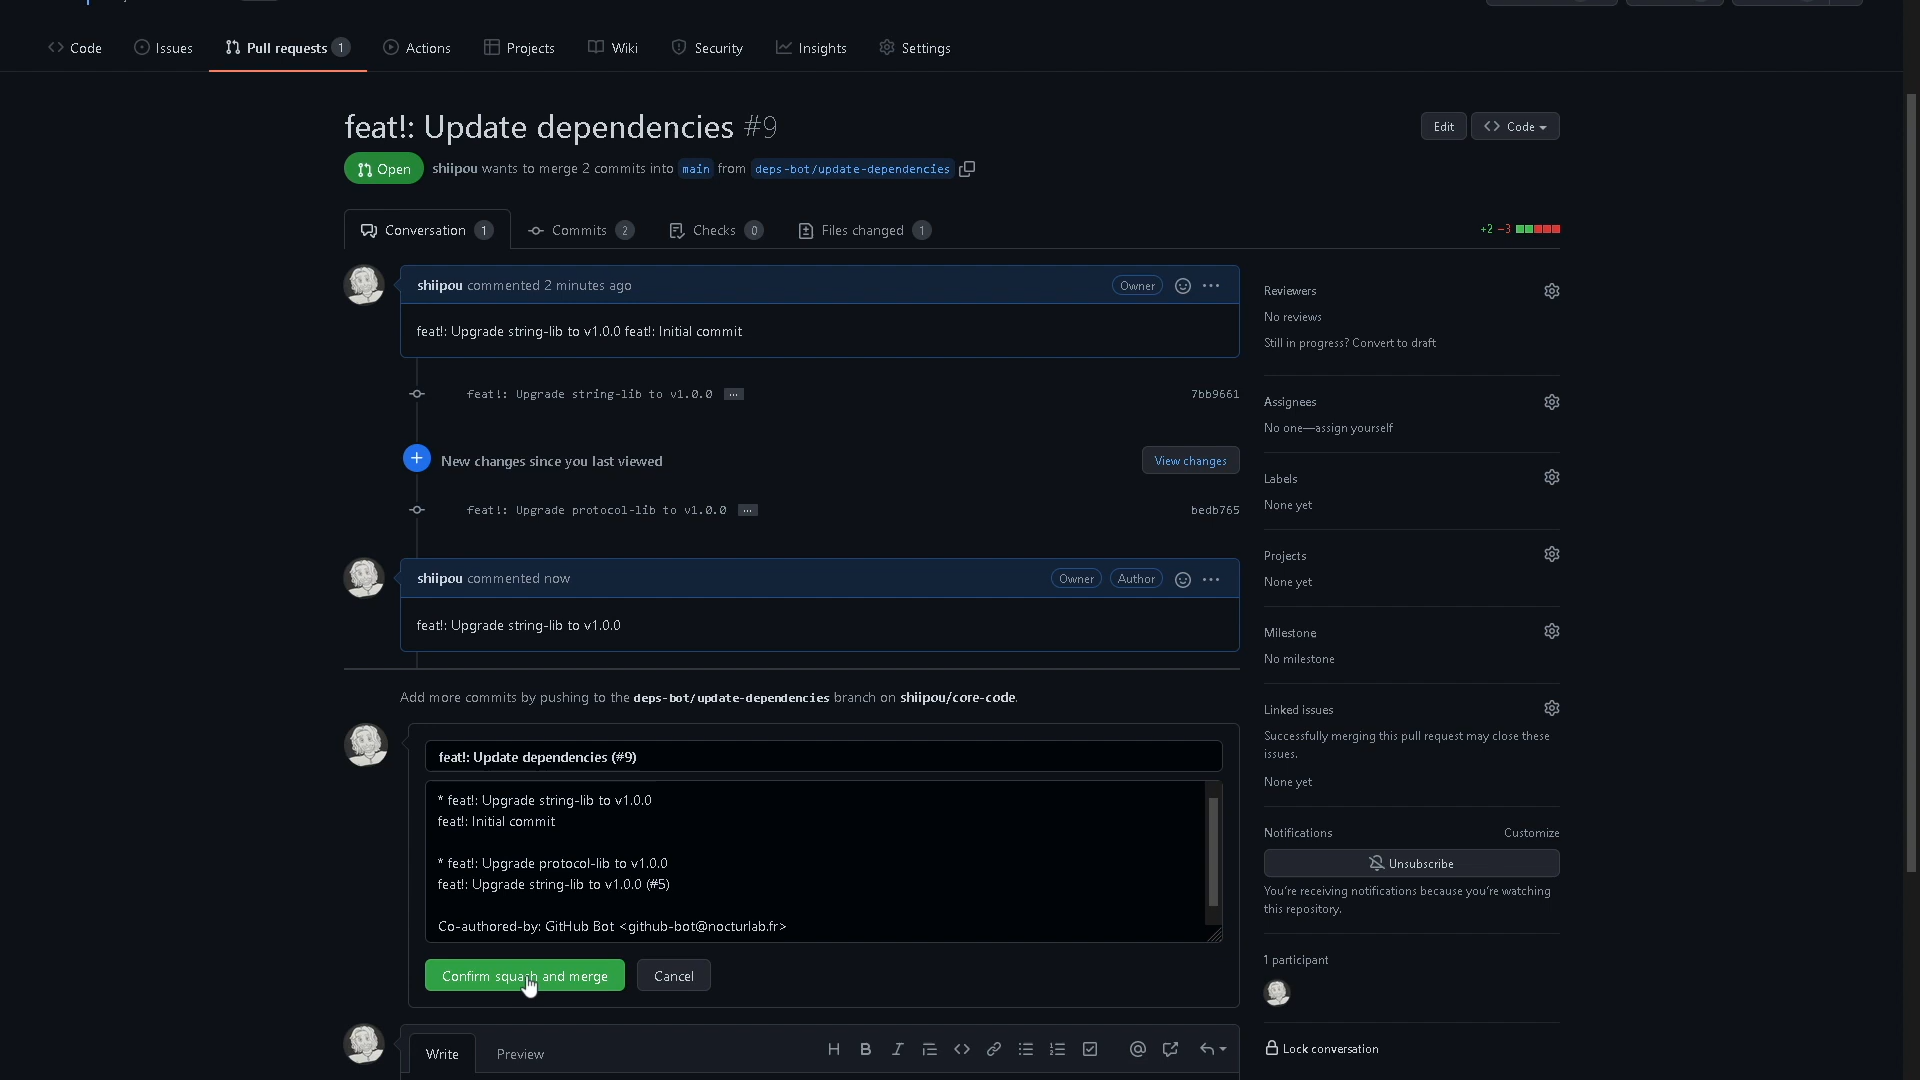 Code
Issues
Pull requests 1
Actions
Projects
Wiki
Security
Insights
Settings
feat!: Update dependencies #9
Edit
Code
Open
shiipou wants to merge 2 commits into main from deps-bot/update-dependencies
Conversation 1
Commits 2
Checks 0
Files changed 1
+2 −3
shiipou commented 2 minutes ago
Owner
feat!: Upgrade string-lib to v1.0.0 feat!: Initial commit
feat!: Upgrade string-lib to v1.0.0 …
7bb9661
New changes since you last viewed
View changes
feat!: Upgrade protocol-lib to v1.0.0 …
bedb765
shiipou commented now
Owner
Author
feat!: Upgrade string-lib to v1.0.0
Add more commits by pushing to the deps-bot/update-dependencies branch on shiipou/core-code.
feat!: Update dependencies (#9)
* feat!: Upgrade string-lib to v1.0.0
feat!: Initial commit
* feat!: Upgrade protocol-lib to v1.0.0
feat!: Upgrade string-lib to v1.0.0 (#5)
Co-authored-by: GitHub Bot <github-bot@nocturlab.fr>
Confirm squash and merge
Cancel
Write
Preview
Reviewers
No reviews
Still in progress? Convert to draft
Assignees
No one—assign yourself
Labels
None yet
Projects
None yet
Milestone
No milestone
Linked issues
Successfully merging this pull request may close these
issues.
None yet
Notifications
Customize
Unsubscribe
You're receiving notifications because you're watching
this repository.
1 participant
Lock conversation